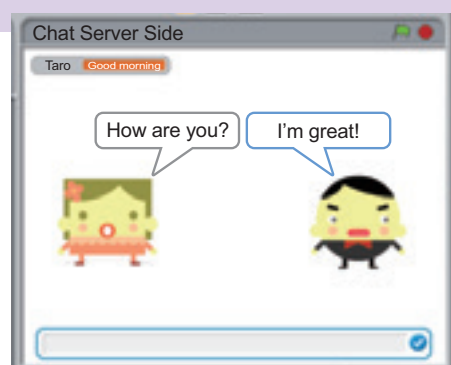 Chat Server Side
Taro Good morning
How are you?
I'm great!